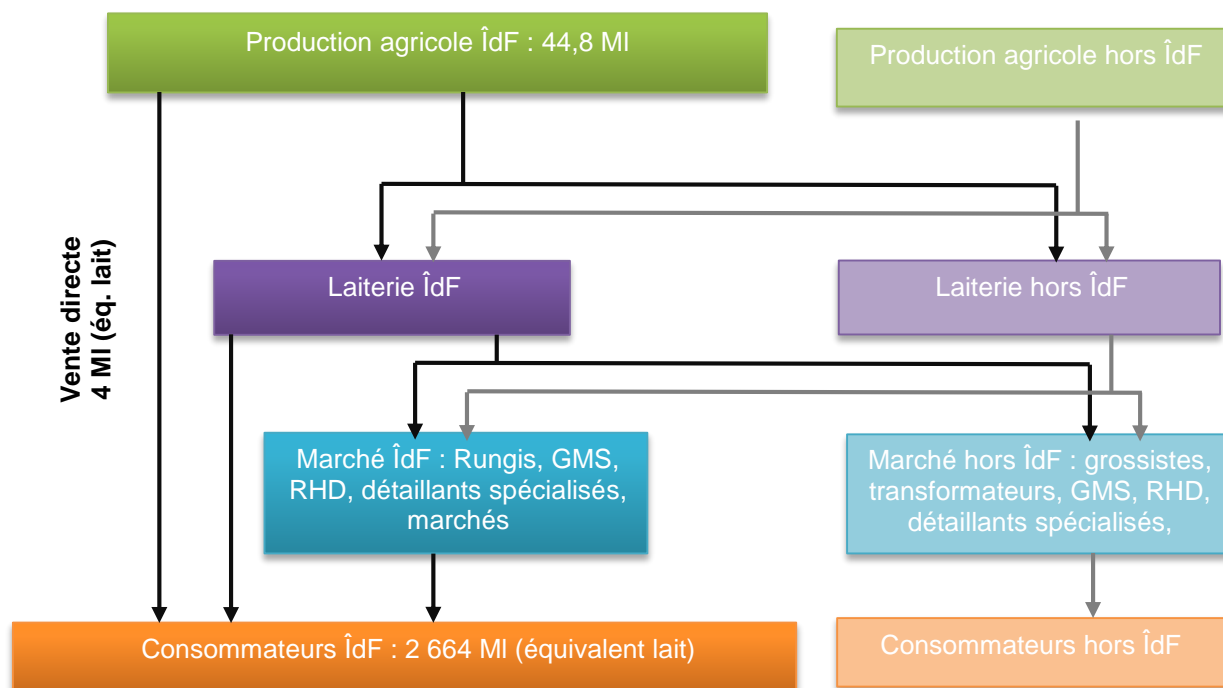 Production agricole ÎdF : 44,8 Ml
Production agricole hors ÎdF
Vente directe
4 Ml (éq. lait)
Laiterie ÎdF
Laiterie hors ÎdF
Marché ÎdF : Rungis, GMS,
RHD, détaillants spécialisés,
marchés
Marché hors ÎdF : grossistes,
transformateurs, GMS, RHD,
détaillants spécialisés,
Consommateurs ÎdF : 2 664 Ml (équivalent lait)
Consommateurs hors ÎdF